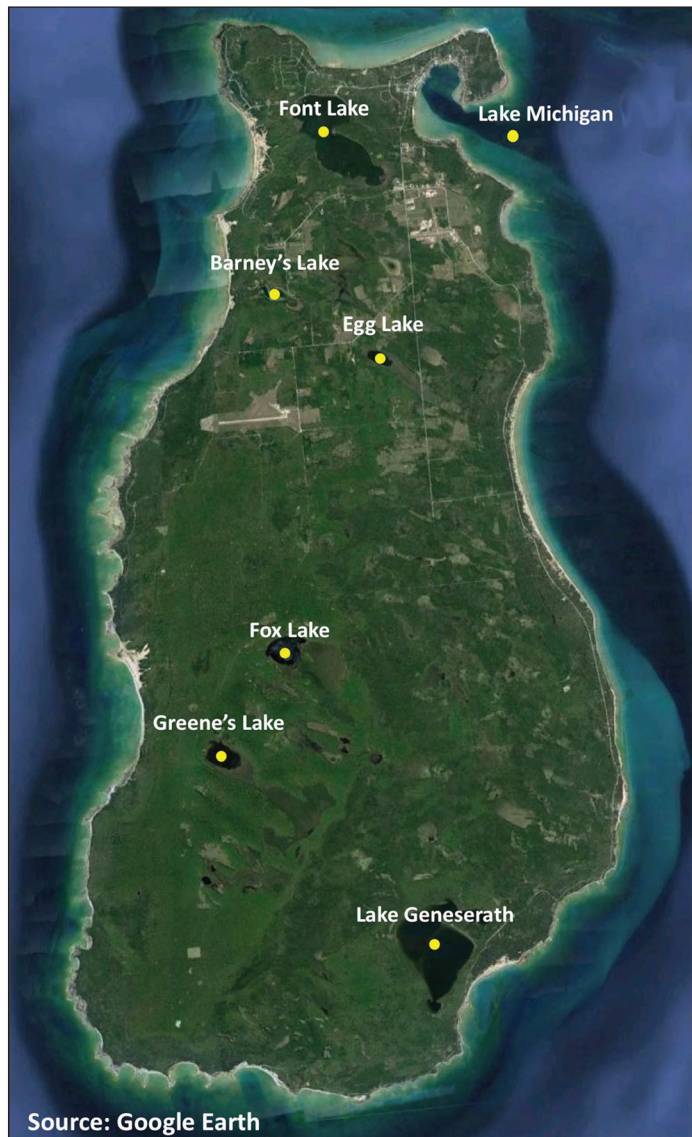 Font Lake
Lake Michigan
Barney’s Lake
Egg Lake
Fox Lake
Greene’s Lake
Lake Geneserath
Source: Google Earth